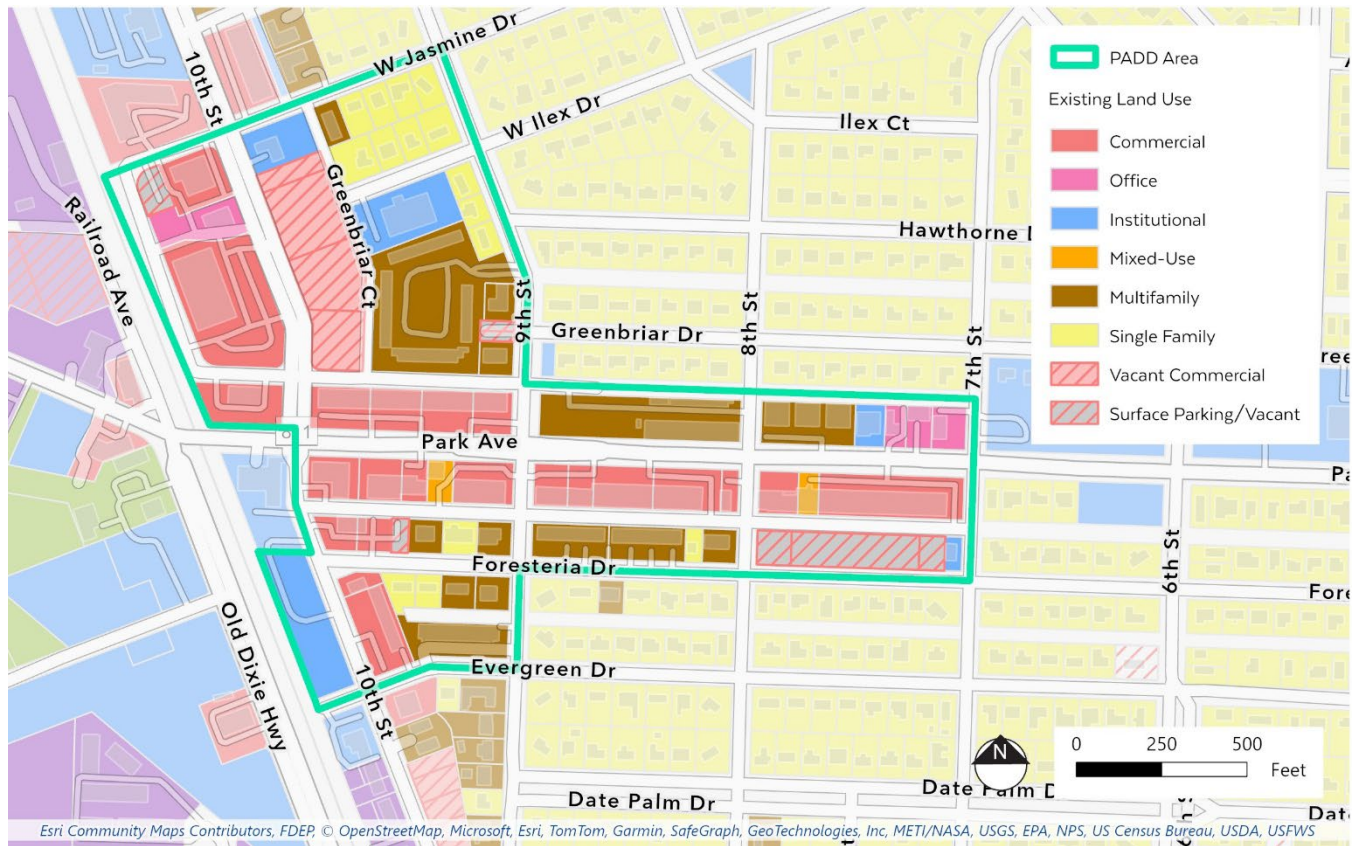 W Jasmine Dr
10th St
W Ilex Dr
Ilex Ct
Railroad Ave
Greenbriar Ct
Hawthorne
9th St
Greenbriar Dr
8th St
7th St
1
Park Ave
Foresteria Dr
6th St
Old Dixie Hwy
10th St
Evergreen Dr
Date Palm Dr
Date Palm
PADD Area
Existing Land Use
Commercial
Office
Institutional
Mixed-Use
Multifamily
Single Family
Vacant Commercial
Surface Parking/Vacant
N
0 250 500
Feet
Esri Community Maps Contributors, FDEP, © OpenStreetMap, Microsoft, Esri, TomTom, Garmin, SafeGraph, GeoTechnologies, Inc, METI/NASA, USGS, EPA, NPS, US Census Bureau, USDA, USFWS